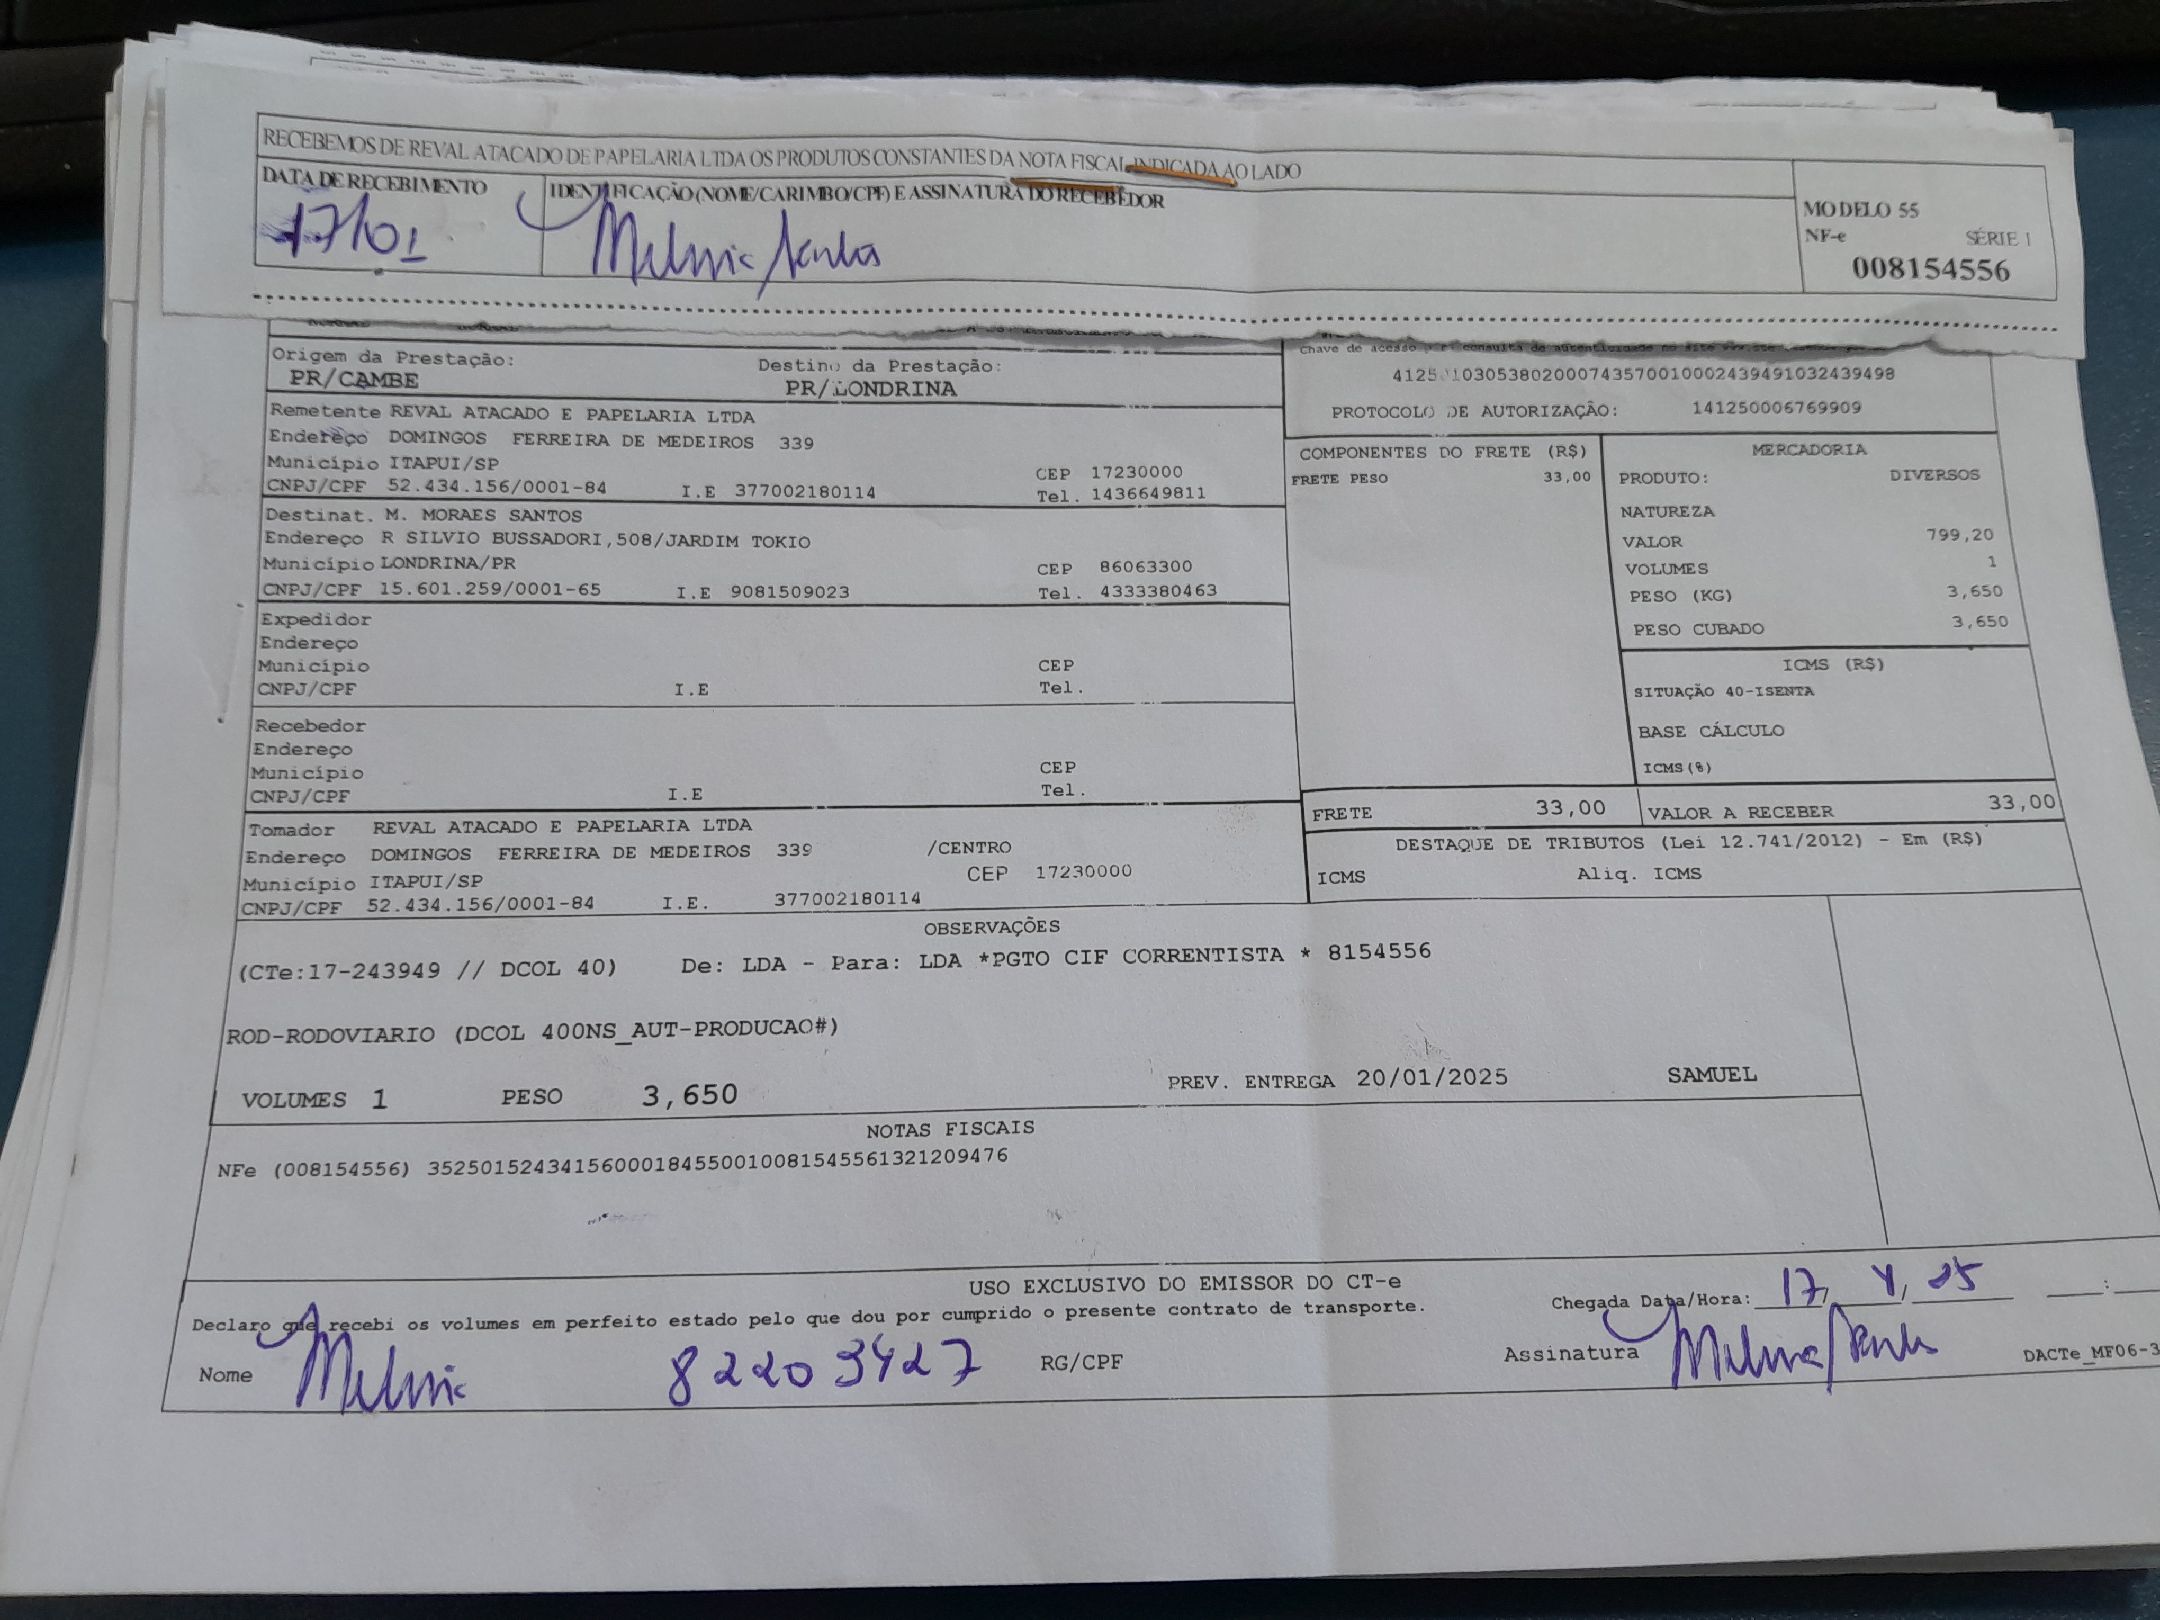 RECEBEMOS DE REVAL ATACADO DE PAPELARIA LTDA OS PRODUTOS CONSTANTES DA NOTA FISCAL INDICADA AO LADO
DATA DE RECEBIMENTO
17/01
IDENTIFICAÇÃO (NOME/CARIMBO/CPF) E ASSINATURA DO RECEBEDOR
MODELO 55
NF-e SÉRIE 1
008154556
Origem da Prestação: Destino da Prestação:
PR/CAMBE PR/LONDRINA
Remetente REVAL ATACADO E PAPELARIA LTDA
Endereço DOMINGOS FERREIRA DE MEDEIROS 339
Município ITAPUI/SP CEP 17230000
CNPJ/CPF 52.434.156/0001-84 I.E 377002180114 Tel. 1436649811
Destinat. M. MORAES SANTOS
Endereço R SILVIO BUSSADORI,508/JARDIM TOKIO
Município LONDRINA/PR CEP 86063300
CNPJ/CPF 15.601.259/0001-65 I.E 9081509023 Tel. 4333380463
Expedidor
Endereço
Município CEP
CNPJ/CPF I.E Tel.
Recebedor
Endereço
Município CEP
CNPJ/CPF I.E Tel.
Tomador REVAL ATACADO E PAPELARIA LTDA
Endereço DOMINGOS FERREIRA DE MEDEIROS 339 /CENTRO
Município ITAPUI/SP CEP 17230000
CNPJ/CPF 52.434.156/0001-84 I.E. 377002180114
Chave de acesso
PROTOCOLO DE AUTORIZAÇÃO: 141250006769909
COMPONENTES DO FRETE (R$)
FRETE PESO 33,00
MERCADORIA
PRODUTO: DIVERSOS
NATUREZA
VALOR 799,20
VOLUMES 1
PESO (KG) 3,650
PESO CUBADO 3,650
ICMS (R$)
SITUAÇÃO 40-ISENTA
BASE CÁLCULO
ICMS(%)
FRETE 33,00 VALOR A RECEBER 33,00
DESTAQUE DE TRIBUTOS (Lei 12.741/2012) - Em (R$)
ICMS Aliq. ICMS
OBSERVAÇÕES
(CTe:17-243949 // DCOL 40) De: LDA - Para: LDA *PGTO CIF CORRENTISTA * 8154556
ROD-RODOVIARIO (DCOL 400NS_AUT-PRODUCAO#)
VOLUMES 1 PESO 3,650 PREV. ENTREGA 20/01/2025 SAMUEL
NOTAS FISCAIS
NFe (008154556) 35250152434156000184550010081545561321209476
USO EXCLUSIVO DO EMISSOR DO CT-e
Declaro que recebi os volumes em perfeito estado pelo que dou por cumprido o presente contrato de transporte.
Chegada Data/Hora: 17, 25 :
Nome 82203427 RG/CPF
Assinatura
DACTe_MF06-3